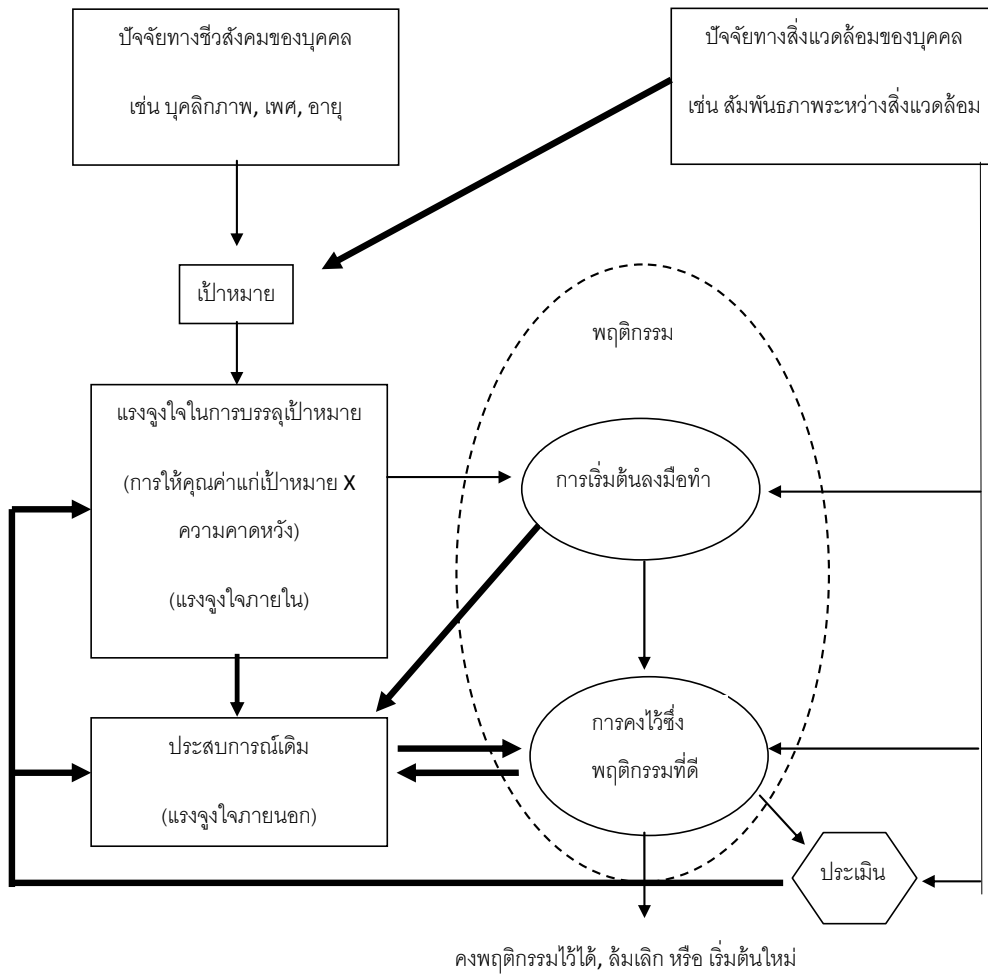 ปัจจัยทางชีวสังคมของบุคคล
เช่น บุคลิกภาพ, เพศ, อายุ
ปัจจัยทางสิ่งแวดล้อมของบุคคล
เช่น สัมพันธภาพระหว่างสิ่งแวดล้อม
เป้าหมาย
พฤติกรรม
แรงจูงใจในการบรรลุเป้าหมาย
(การให้คุณค่าแก่เป้าหมาย X
ความคาดหวัง)
(แรงจูงใจภายใน)
การเริ่มต้นลงมือทำ
ประสบการณ์เดิม
(แรงจูงใจภายนอก)
การคงไว้ซึ่ง
พฤติกรรมที่ดี
ประเมิน
คงพฤติกรรมไว้ได้, ล้มเลิก หรือ เริ่มต้นใหม่